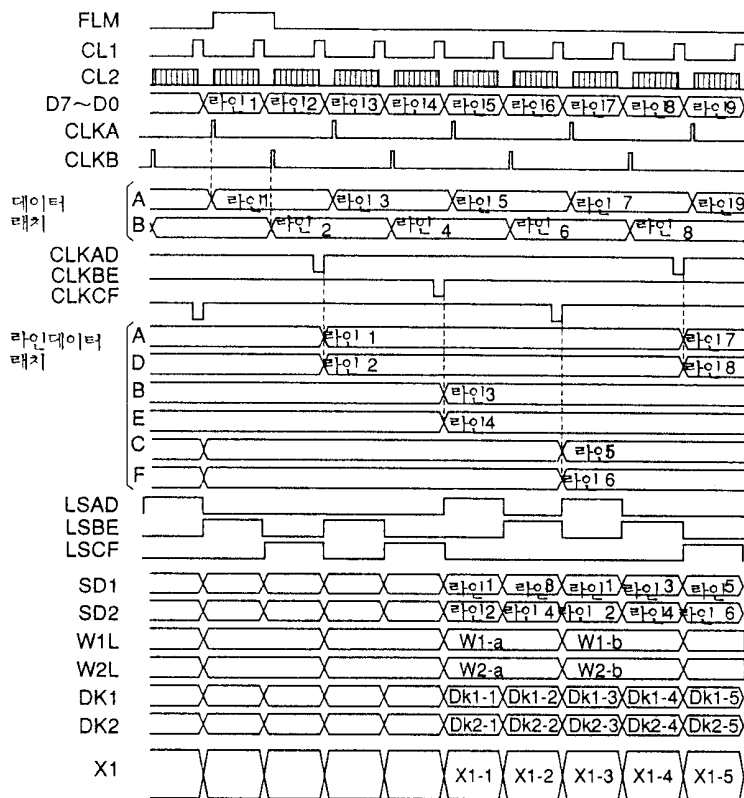 FLM
CL1
CL2
D7~D0 라인1 라인2 라인3 라인4 라인5 라인6 라인7 라인8 라인9
CLKA
CLKB
데이터
래치
A 라인1 라인3 라인5 라인7 라인9
B 라인2 라인4 라인6 라인8
CLKAD
CLKBE
CLKCF
라인데이터
래치
A 라인1 라인7
D 라인2 라인8
B 라인3
E 라인4
C 라인5
F 라인6
LSAD
LSBE
LSCF
SD1 라인1 라인8 라인1 라인3 라인5
SD2 라인2 라인4 라인2 라인4 라인6
W1L W1-a W1-b
W2L W2-a W2-b
DK1 Dk1-1 Dk1-2 Dk1-3 Dk1-4 Dk1-5
DK2 Dk2-1 Dk2-2 Dk2-3 Dk2-4 Dk2-5
X1 X1-1 X1-2 X1-3 X1-4 X1-5